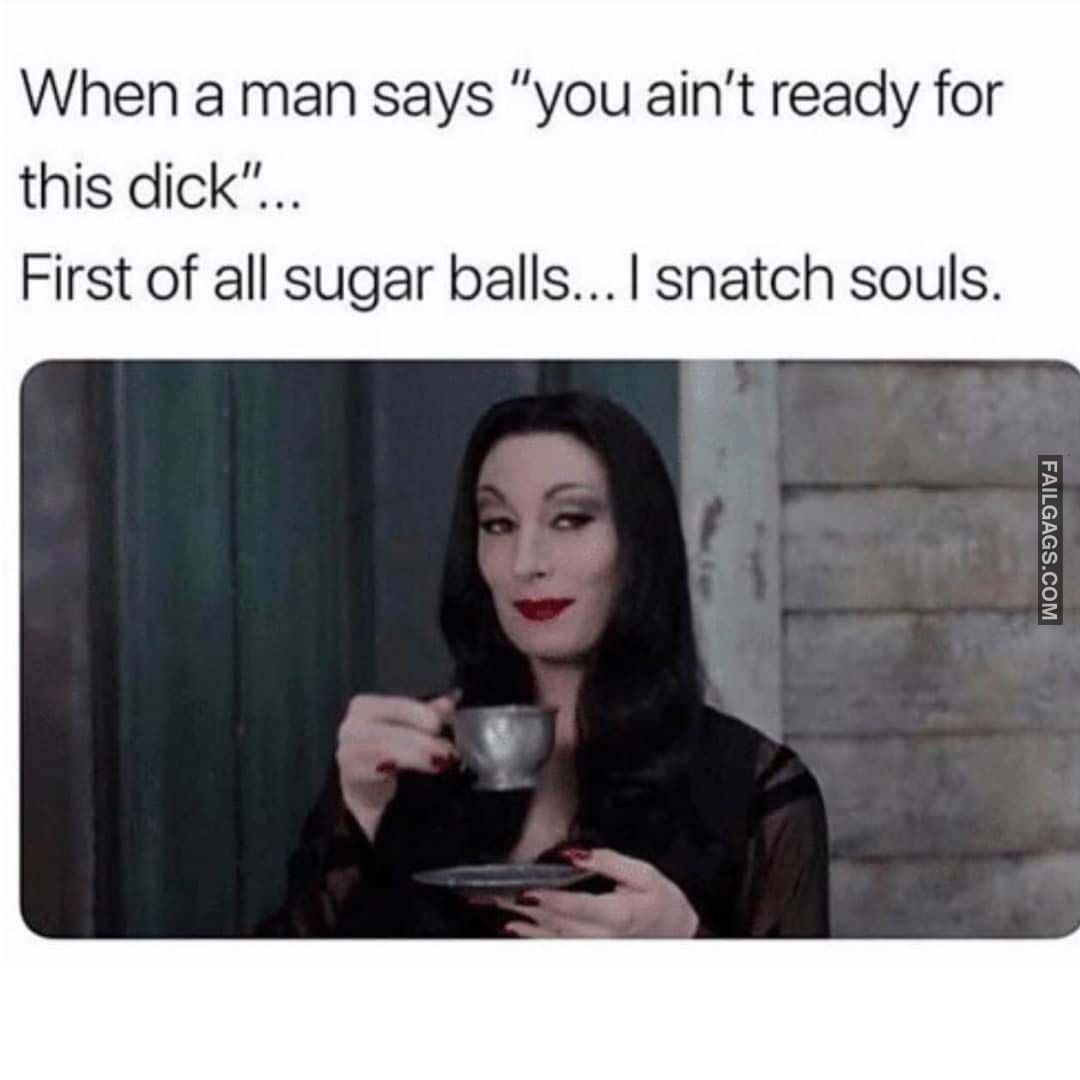 When a man says "you ain't ready for
this dick"...
First of all sugar balls... I snatch souls.
FAILGAGS.COM